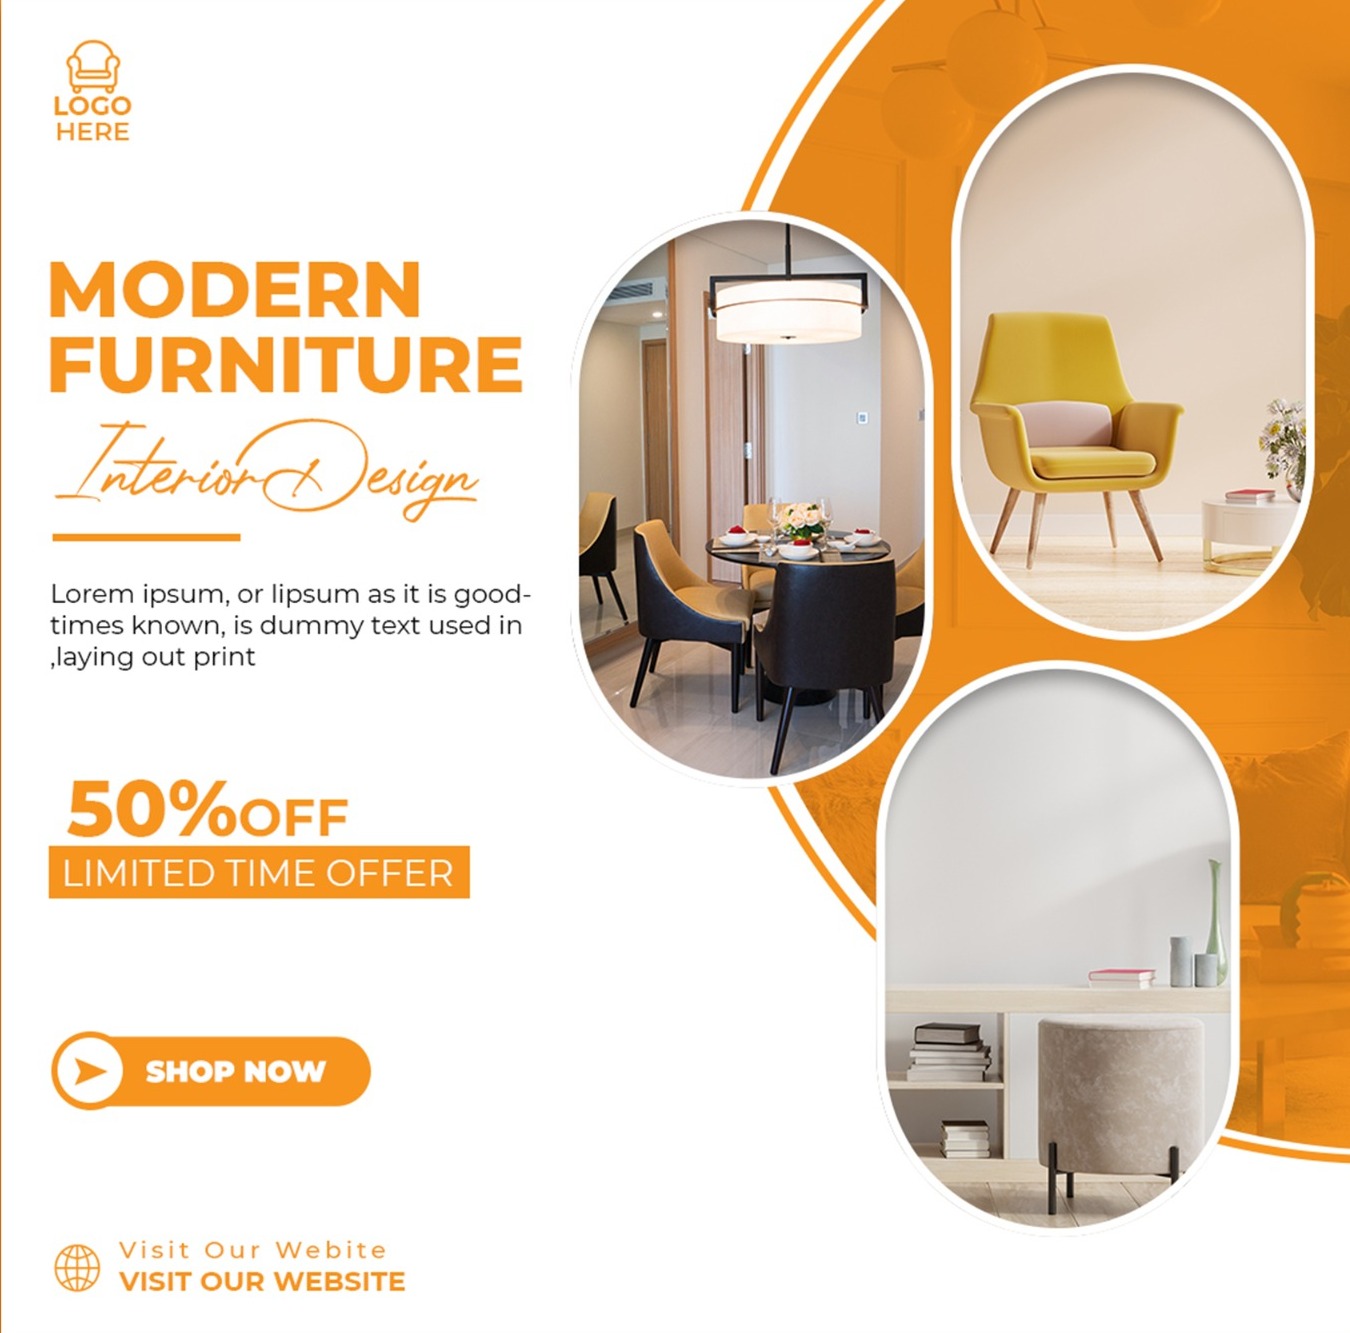 LOGO
HERE
MODERN
FURNITURE
Interior Design
Lorem ipsum, or lipsum as it is good-
times known, is dummy text used in
,laying out print
50%OFF
LIMITED TIME OFFER
SHOP NOW
Visit Our Webite
VISIT OUR WEBSITE